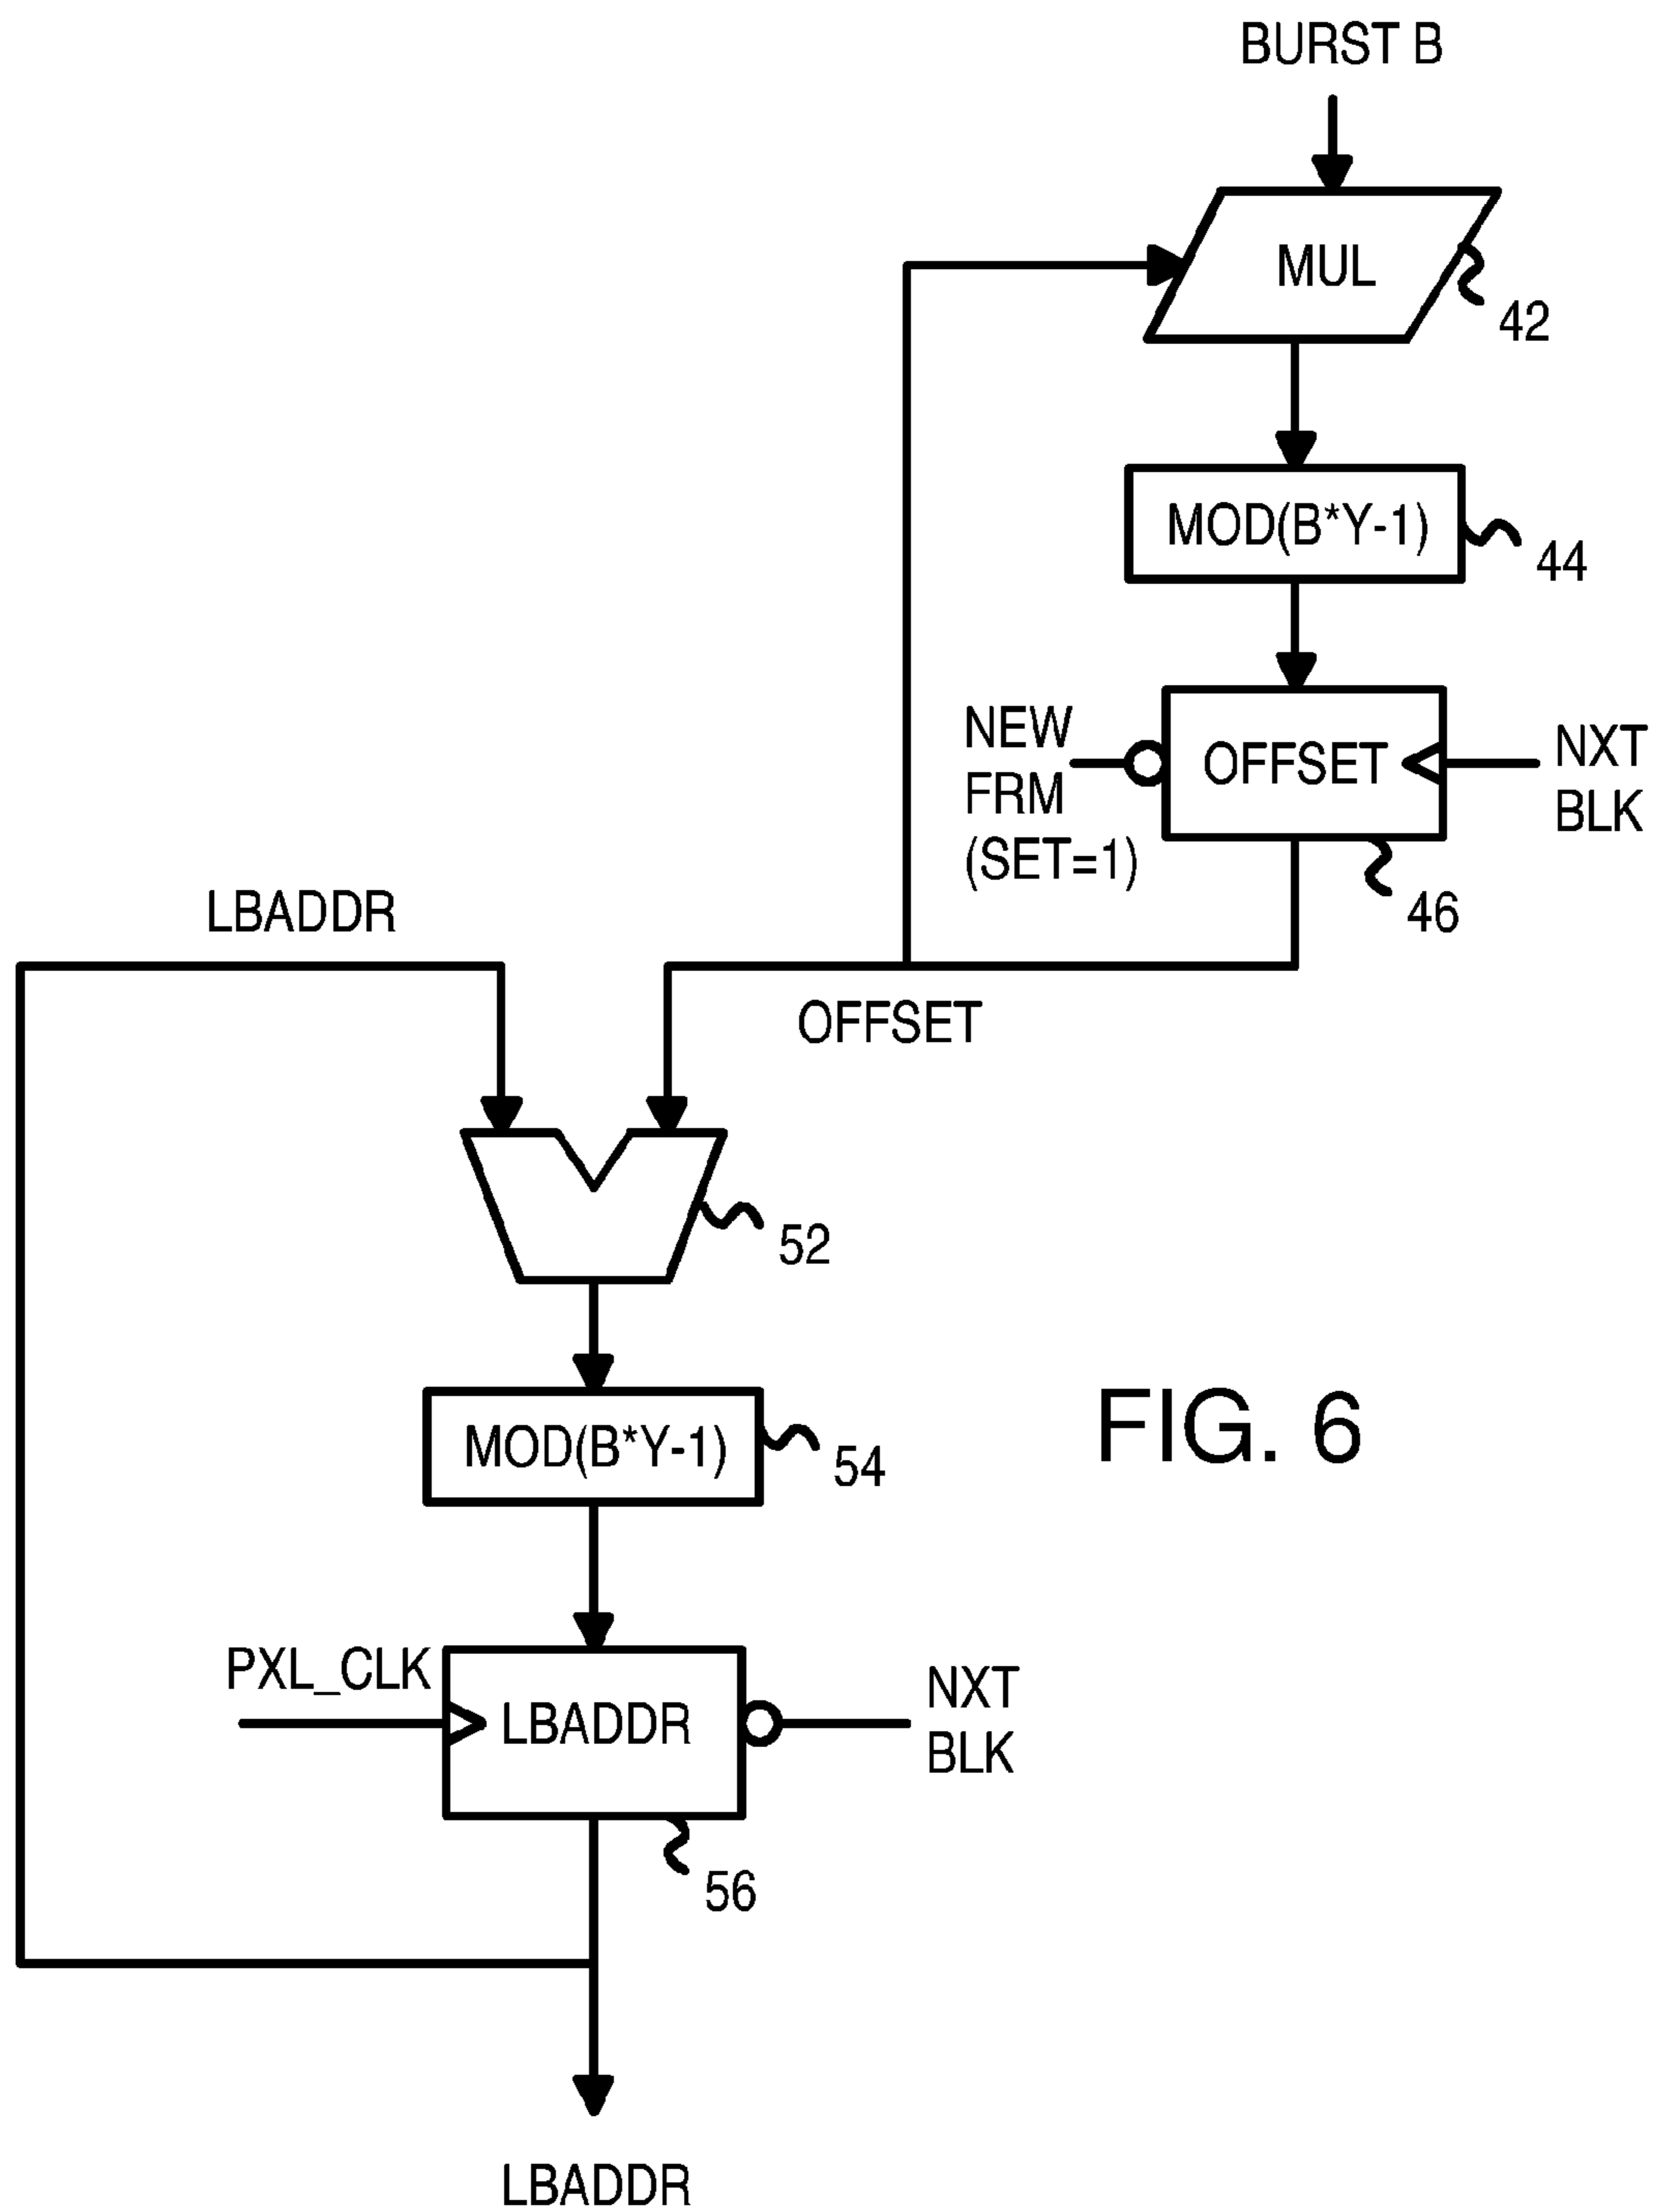 BURST B
MUL
42
MOD(B*Y-1)
44
NEW
FRM
(SET=1)
OFFSET
NXT
BLK
46
LBADDR
OFFSET
52
MOD(B*Y-1)
54
FIG. 6
PXL_CLK
LBADDR
NXT
BLK
56
LBADDR